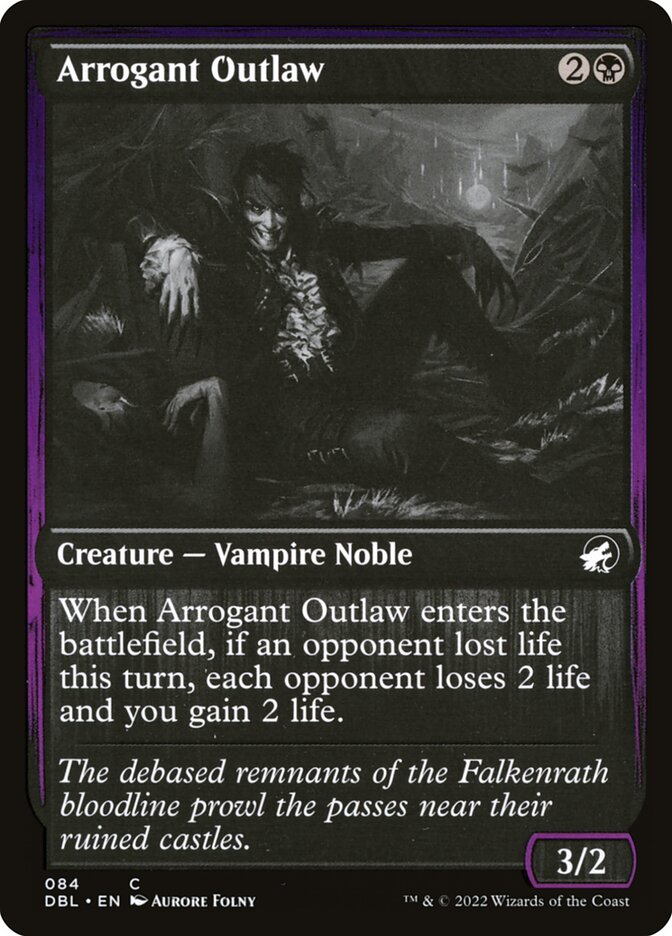 Arrogant Outlaw 2
Creature — Vampire Noble
When Arrogant Outlaw enters the
battlefield, if an opponent lost life
this turn, each opponent loses 2 life
and you gain 2 life.
The debased remnants of the Falkenrath
bloodline prowl the passes near their
ruined castles.
3/2
084 C
DBL • EN Aurore Folny ™ & © 2022 Wizards of the Coast